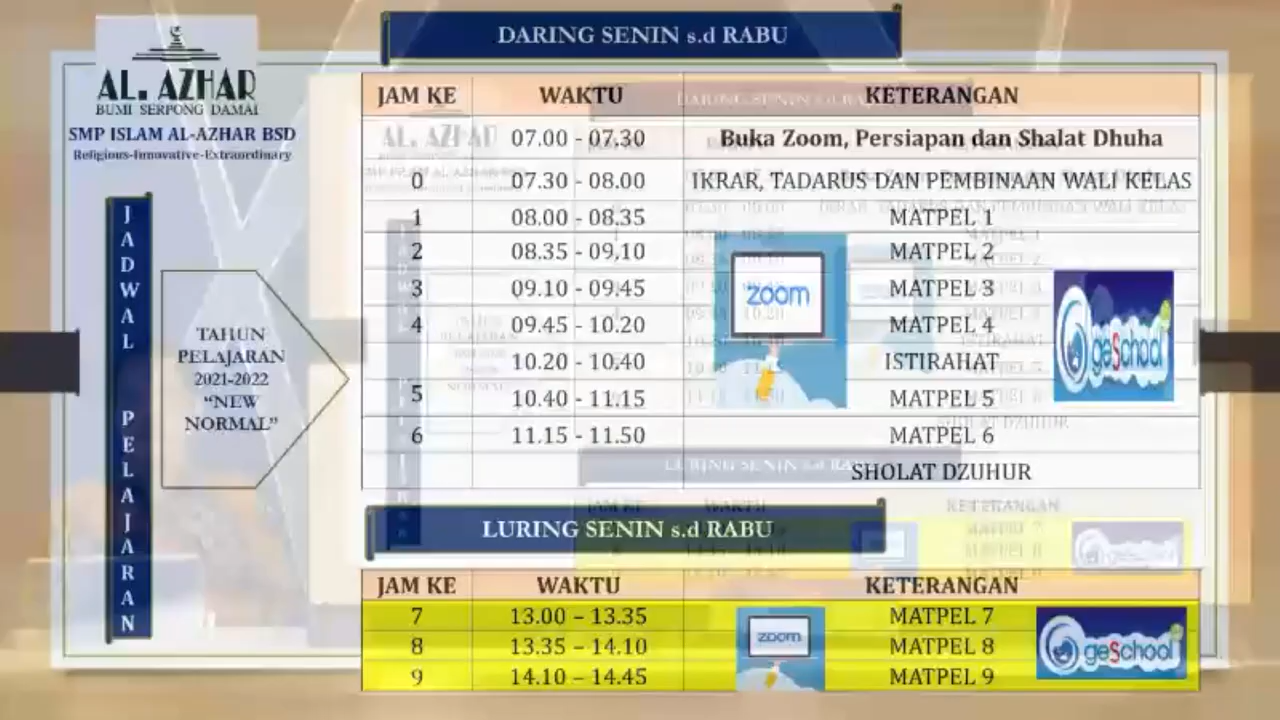 AL. AZHAR
BUMI SERPONG DAMAI
SMP ISLAM AL-AZHAR BSD
Religious-Innovative-Extraordinary
JADWAL PELAJARAN
TAHUN
PELAJARAN
2021-2022
“NEW
NORMAL”
DARING SENIN s.d RABU
JAM KE WAKTU KETERANGAN
07.00 - 07.30 Buka Zoom, Persiapan dan Shalat Dhuha
0 07.30 - 08.00 IKRAR, TADARUS DAN PEMBINAAN WALI KELAS
1 08.00 - 08.35 MATPEL 1
2 08.35 - 09,10 MATPEL 2
3 09.10 - 09.45 MATPEL 3
4 09.45 - 10.20 MATPEL 4
10.20 - 10,40 ISTIRAHAT
5 10.40 - 11.15 MATPEL 5
6 11.15 - 11.50 MATPEL 6
SHOLAT DZUHUR
zoom
geSchool
LURING SENIN s.d RABU
JAM KE WAKTU KETERANGAN
7 13.00 – 13.35 MATPEL 7
8 13.35 – 14.10 MATPEL 8
9 14.10 – 14.45 MATPEL 9
zoom
geSchool